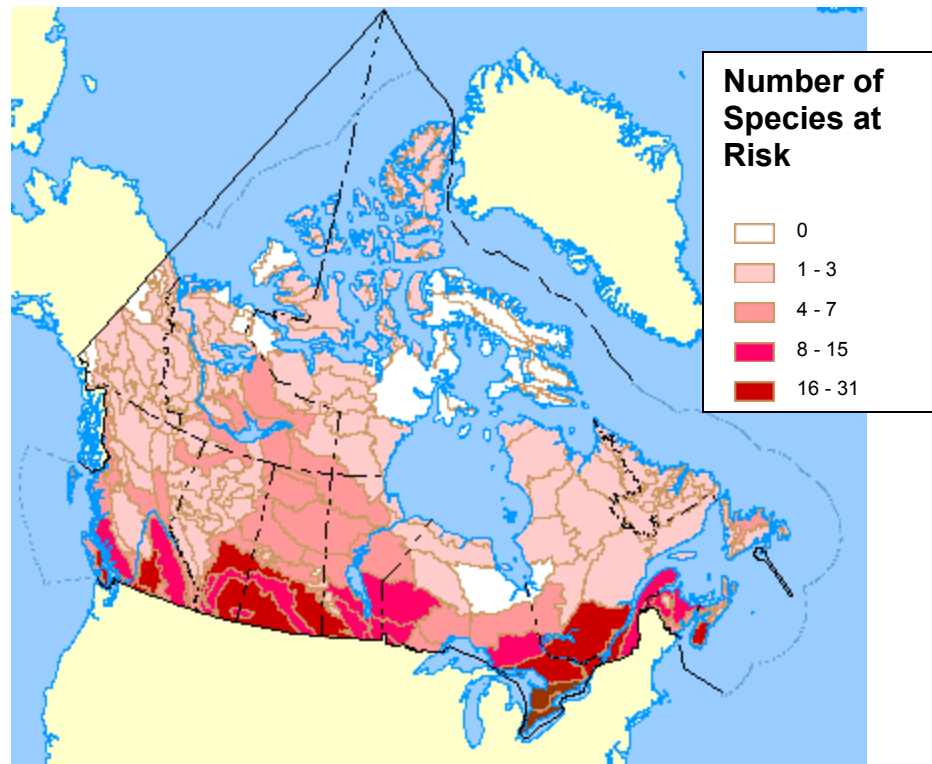 Number of
Species at
Risk
0
1 - 3
4 - 7
8 - 15
16 - 31